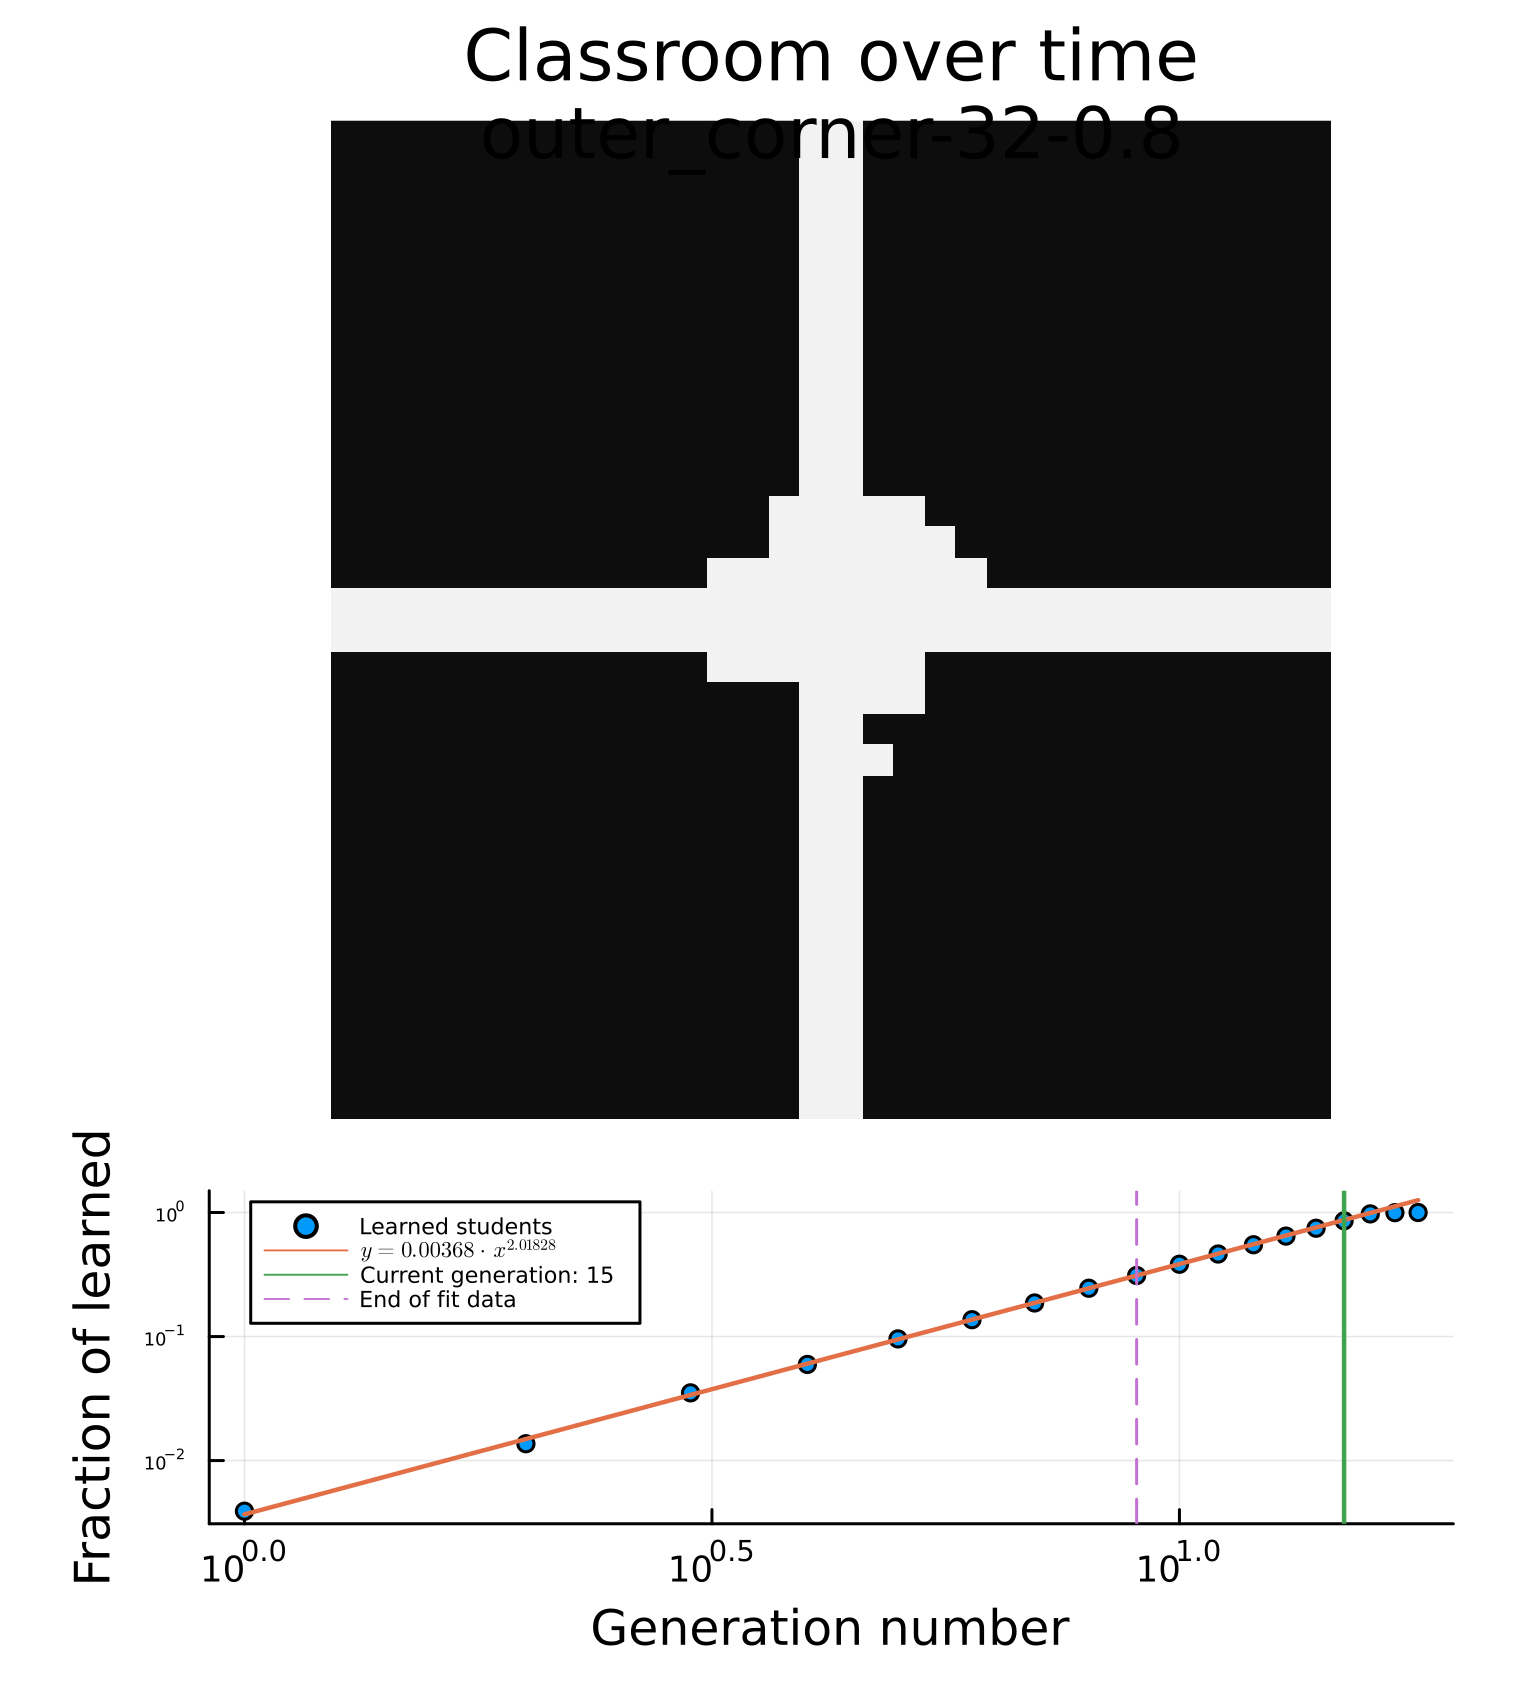 Classroom over time
outer_corner-32-0.8
Fraction of learned
10^0
10^−1
10^−2
Learned students
y = 0.00368 · x^2.01828
Current generation: 15
End of fit data
10^0.0 10^0.5 10^1.0
Generation number